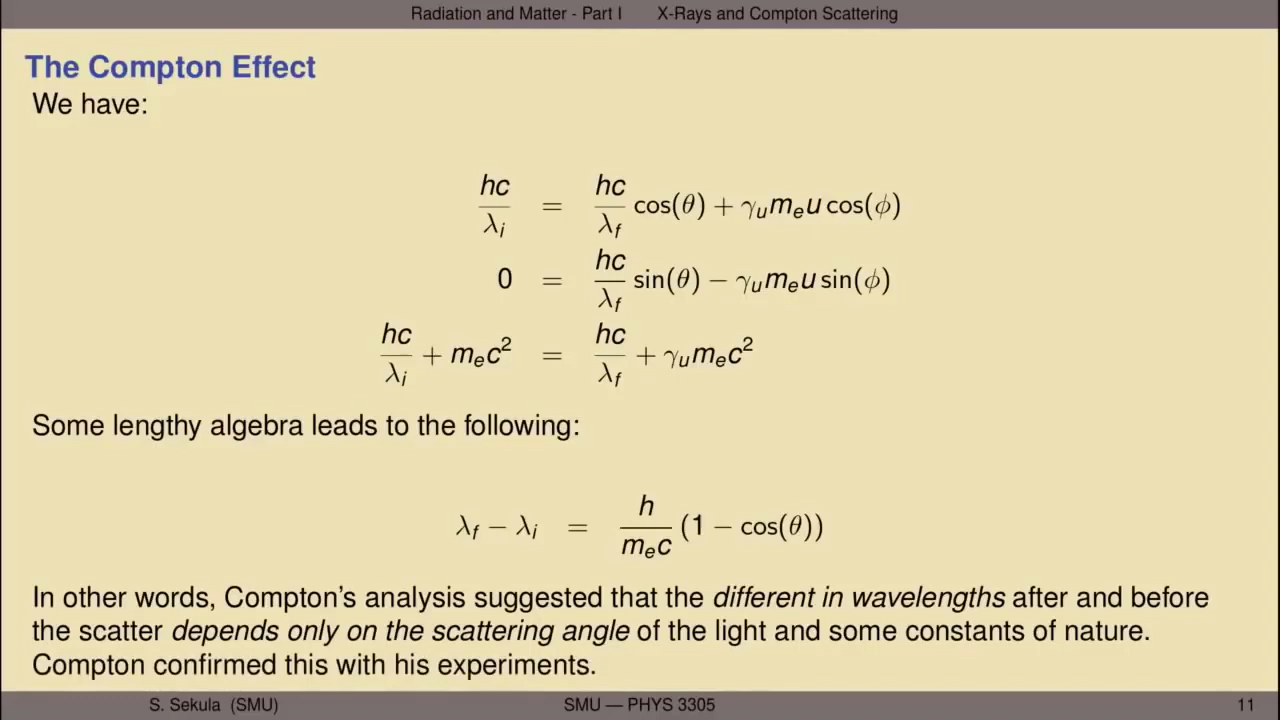 Radiation and Matter - Part I X-Rays and Compton Scattering
The Compton Effect
We have:
hc/λ_i = hc/λ_f cos(θ) + γ_u m_e u cos(ϕ)
0 = hc/λ_f sin(θ) − γ_u m_e u sin(ϕ)
hc/λ_i + m_e c² = hc/λ_f + γ_u m_e c²
Some lengthy algebra leads to the following:
λ_f − λ_i = h/(m_e c) (1 − cos(θ))
In other words, Compton's analysis suggested that the different in wavelengths after and before
the scatter depends only on the scattering angle of the light and some constants of nature.
Compton confirmed this with his experiments.
S. Sekula (SMU) SMU — PHYS 3305 11